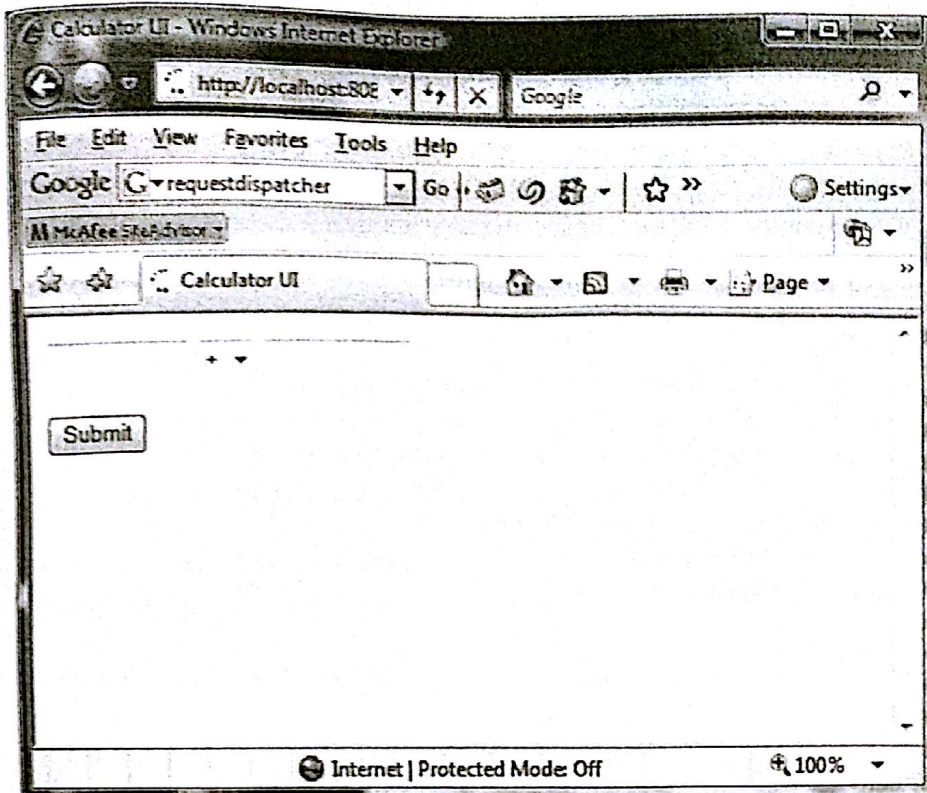 Calculator UI - Windows Internet Explorer
http://localhost:808 Google
File Edit View Favorites Tools Help
Google G requestdispatcher Go Settings
M McAfee SiteAdvisor
Calculator UI Page
+
Submit
Internet | Protected Mode: Off 100%